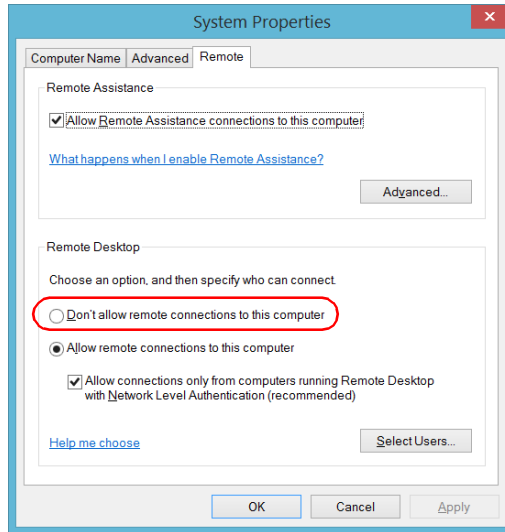 System Properties
Computer Name Advanced Remote
Remote Assistance
Allow Remote Assistance connections to this computer
What happens when I enable Remote Assistance?
Advanced...
Remote Desktop
Choose an option, and then specify who can connect.
Don't allow remote connections to this computer
Allow remote connections to this computer
Allow connections only from computers running Remote Desktop
with Network Level Authentication (recommended)
Help me choose
Select Users...
OK Cancel Apply